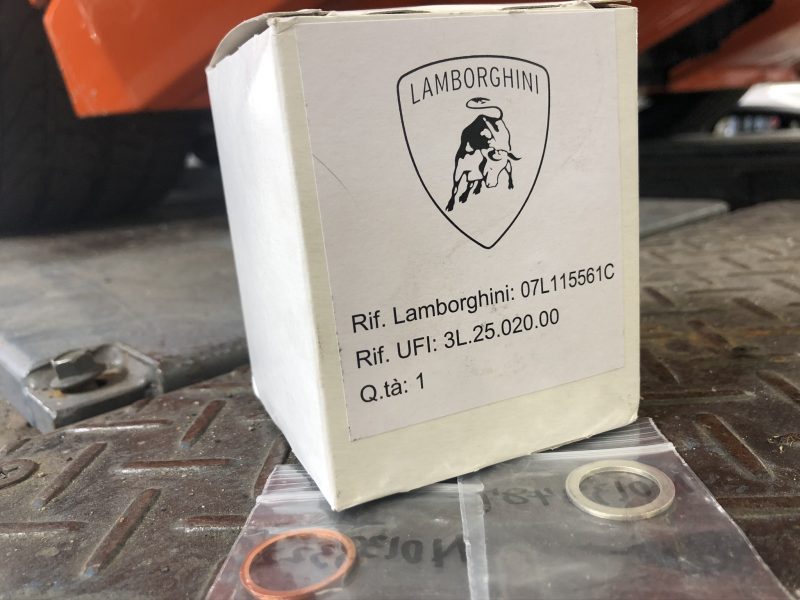 LAMBORGHINI
Rif. Lamborghini: 07L115561C
Rif. UFI: 3L.25.020.00
Q.tà: 1